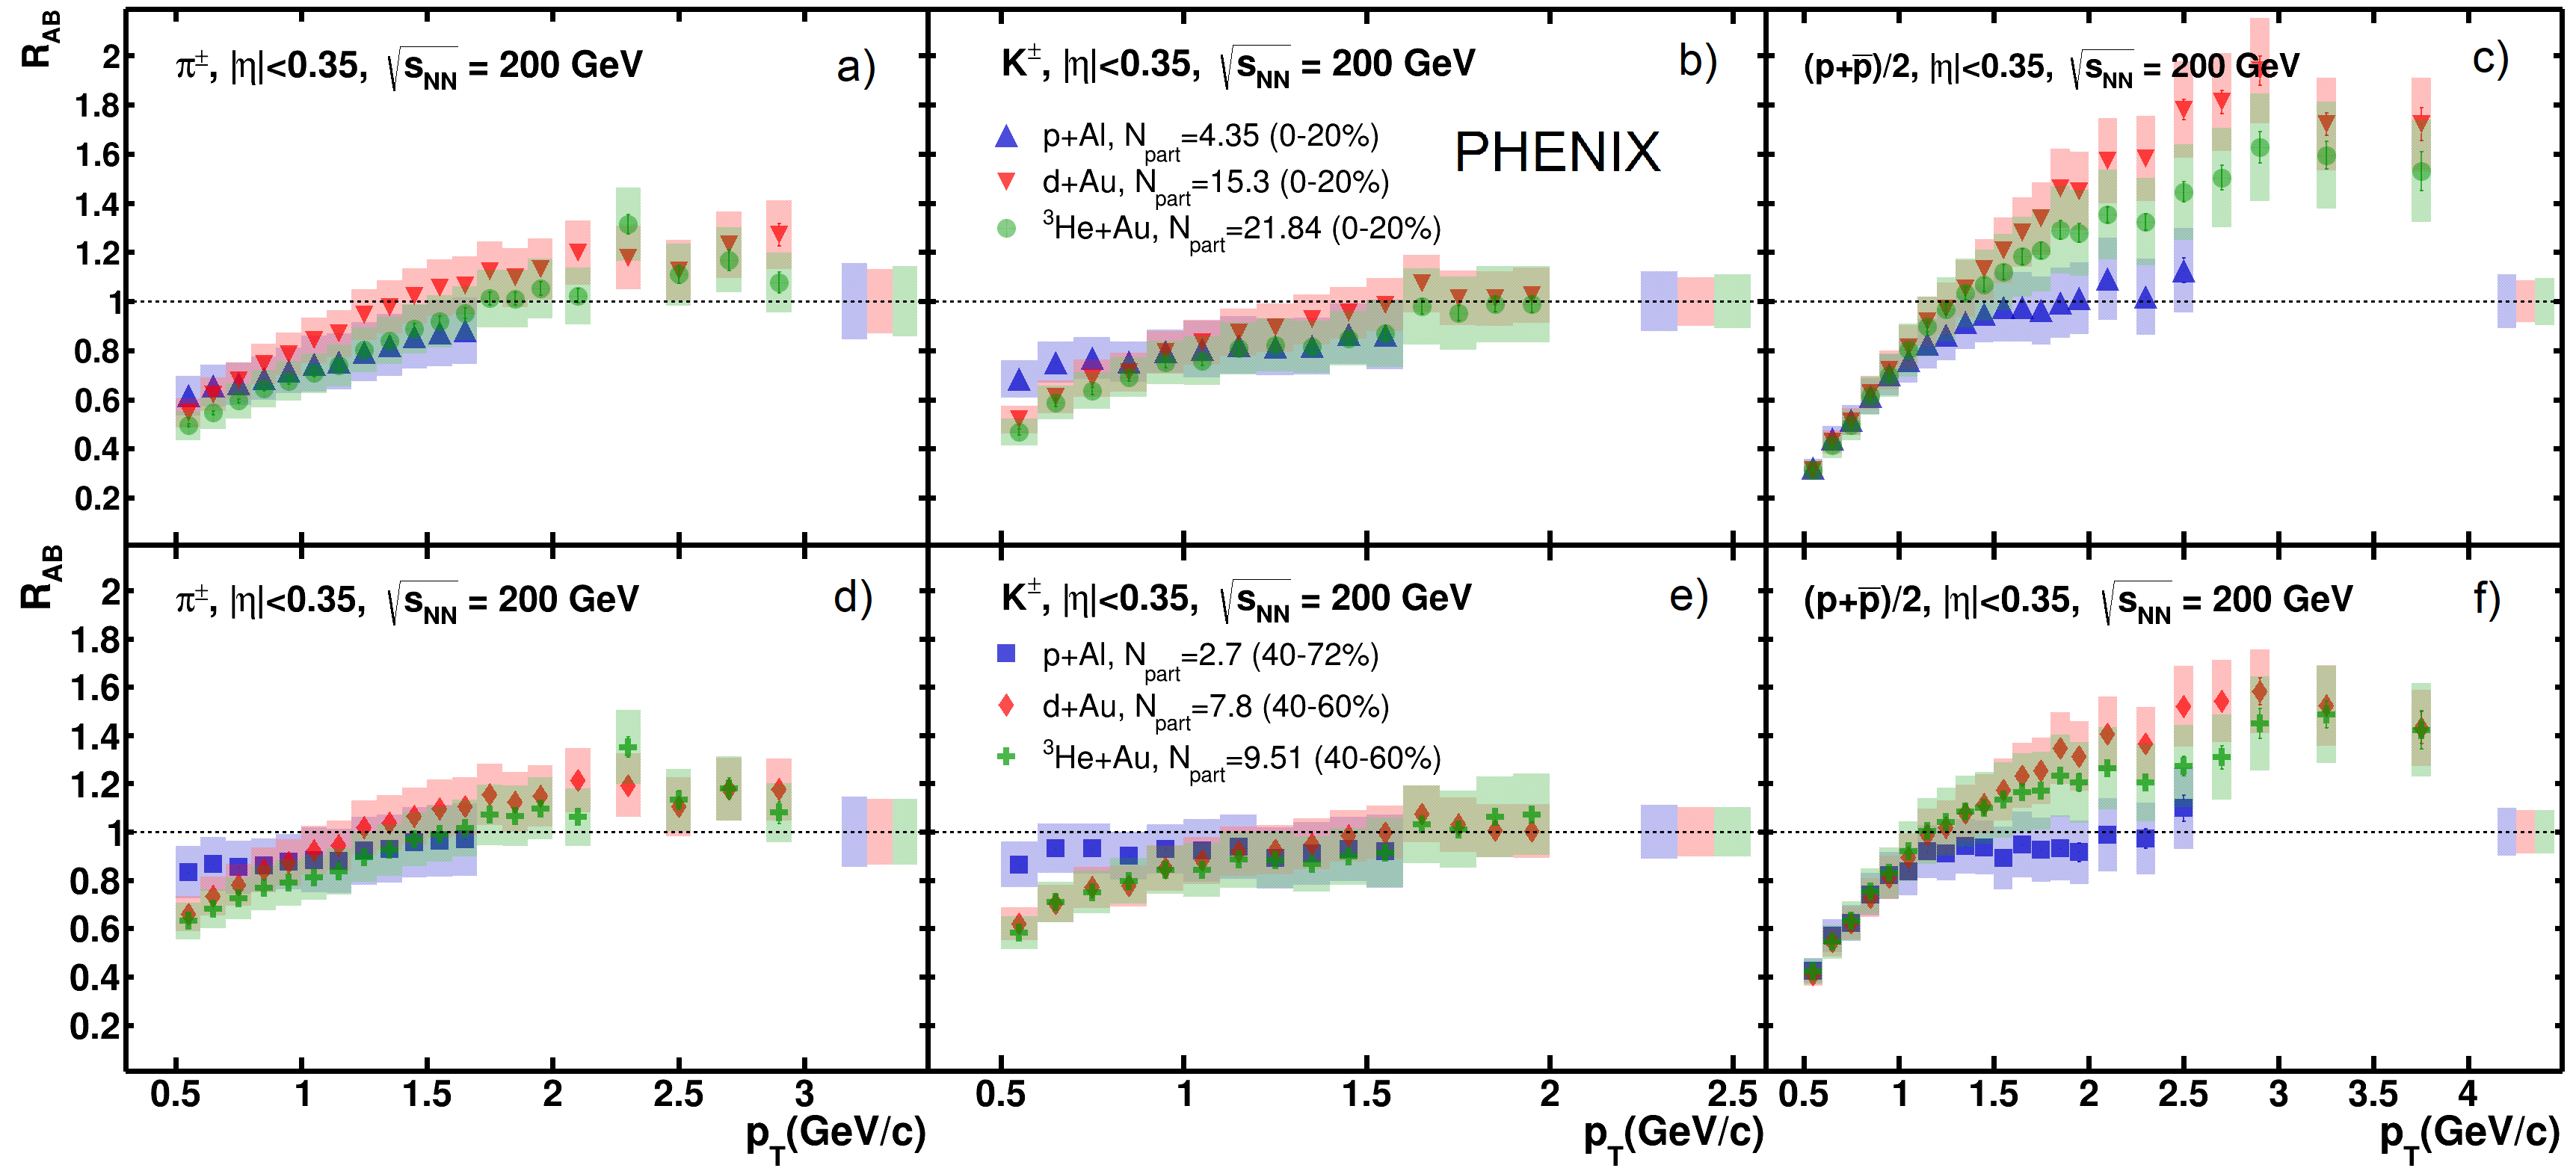 R_AB
π±, |η|<0.35, √s_NN = 200 GeV
a)
2
1.8
1.6
1.4
1.2
1
0.8
0.6
0.4
0.2
K±, |η|<0.35, √s_NN = 200 GeV
b)
p+Al, N_part=4.35 (0-20%)
d+Au, N_part=15.3 (0-20%)
³He+Au, N_part=21.84 (0-20%)
PHENIX
(p+p̅)/2, |η|<0.35, √s_NN = 200 GeV
c)
R_AB
π±, |η|<0.35, √s_NN = 200 GeV
d)
2
1.8
1.6
1.4
1.2
1
0.8
0.6
0.4
0.2
0.5 1 1.5 2 2.5 3
p_T(GeV/c)
K±, |η|<0.35, √s_NN = 200 GeV
e)
p+Al, N_part=2.7 (40-72%)
d+Au, N_part=7.8 (40-60%)
³He+Au, N_part=9.51 (40-60%)
0.5 1 1.5 2 2.5
p_T(GeV/c)
(p+p̅)/2, |η|<0.35, √s_NN = 200 GeV
f)
0.5 1 1.5 2 2.5 3 3.5 4
p_T(GeV/c)